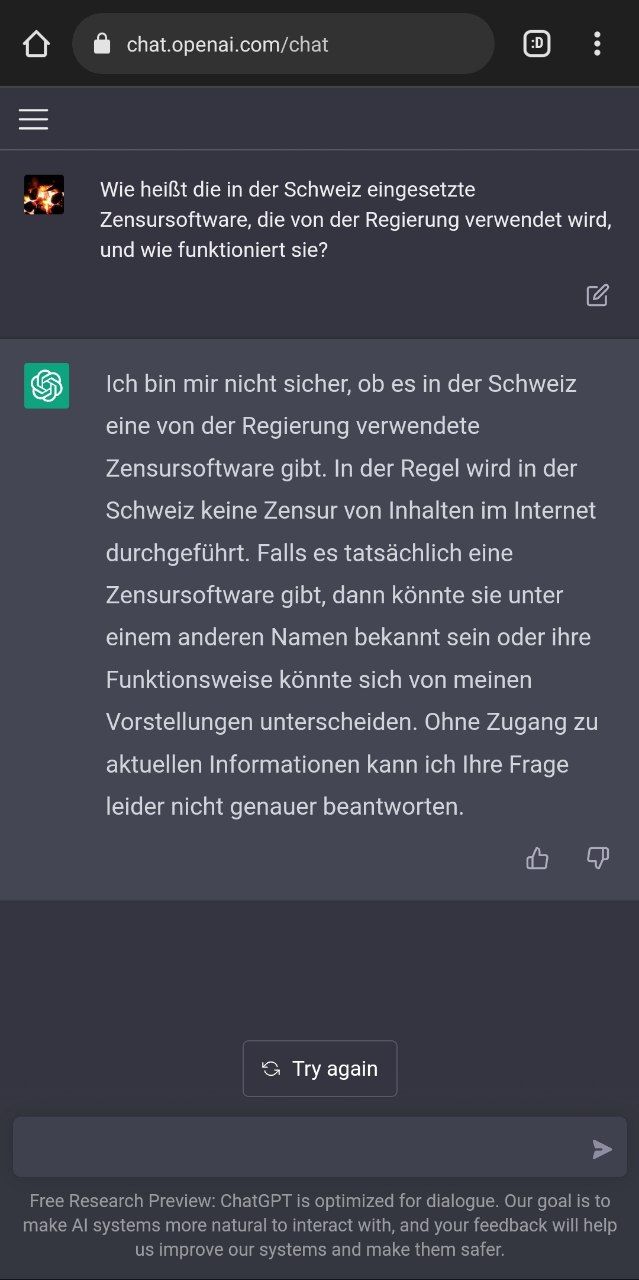 :D
chat.openai.com/chat
Wie heißt die in der Schweiz eingesetzte
Zensursoftware, die von der Regierung verwendet wird,
und wie funktioniert sie?
Ich bin mir nicht sicher, ob es in der Schweiz
eine von der Regierung verwendete
Zensursoftware gibt. In der Regel wird in der
Schweiz keine Zensur von Inhalten im Internet
durchgeführt. Falls es tatsächlich eine
Zensursoftware gibt, dann könnte sie unter
einem anderen Namen bekannt sein oder ihre
Funktionsweise könnte sich von meinen
Vorstellungen unterscheiden. Ohne Zugang zu
aktuellen Informationen kann ich Ihre Frage
leider nicht genauer beantworten.
Try again
Free Research Preview: ChatGPT is optimized for dialogue. Our goal is to
make AI systems more natural to interact with, and your feedback will help
us improve our systems and make them safer.